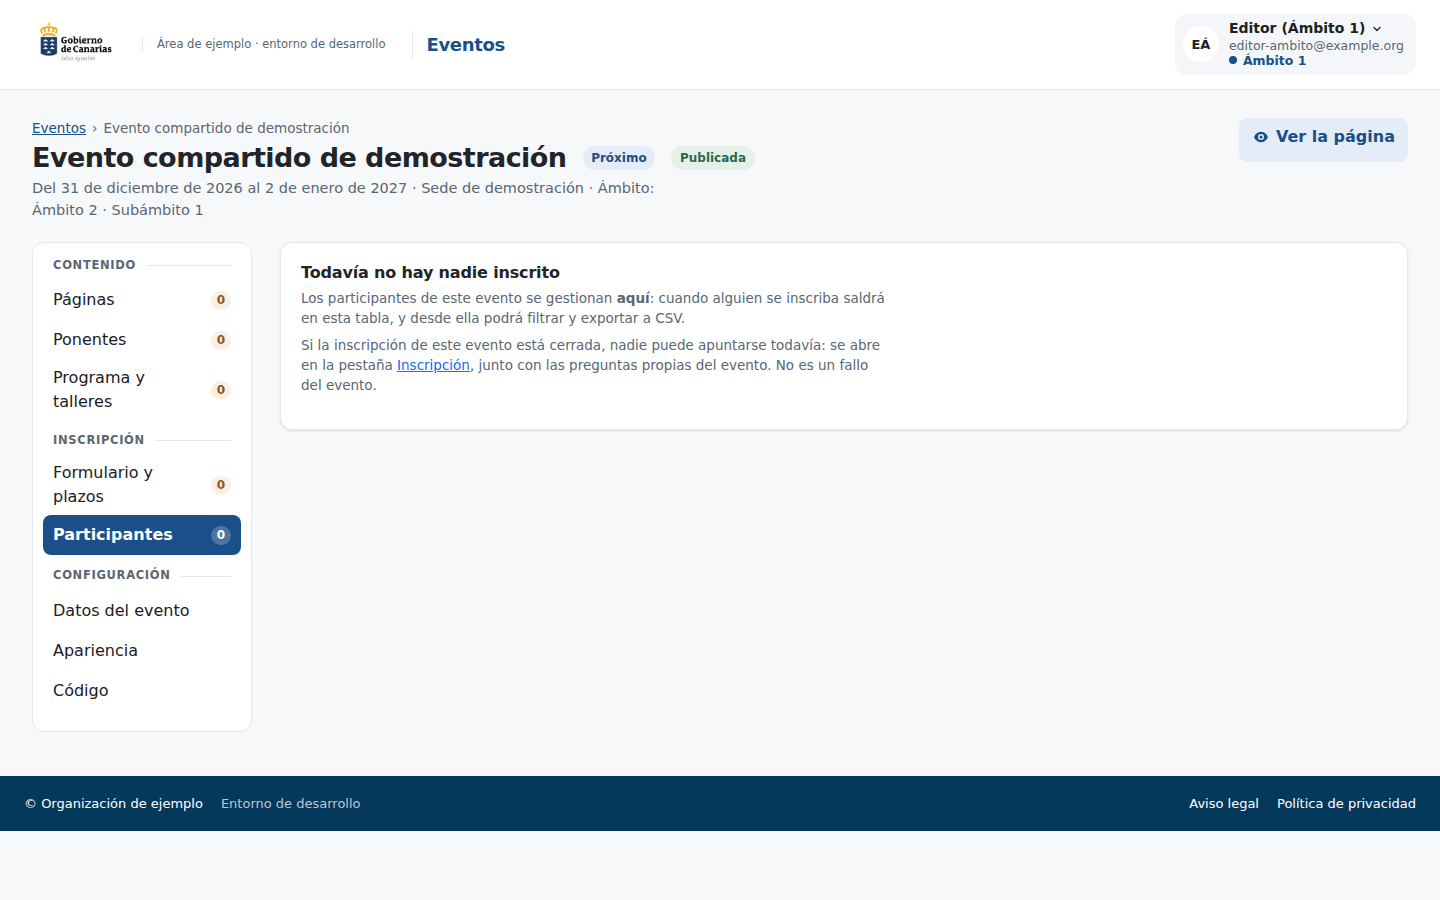 Gobierno
de Canarias
islas iguales
Área de ejemplo · entorno de desarrollo
Eventos
EÁ
Editor (Ámbito 1)
editor-ambito@example.org
Ámbito 1
Eventos › Evento compartido de demostración
Evento compartido de demostración
Próximo
Publicada
Del 31 de diciembre de 2026 al 2 de enero de 2027 · Sede de demostración · Ámbito:
Ámbito 2 · Subámbito 1
Ver la página
CONTENIDO
Páginas 0
Ponentes 0
Programa y
talleres 0
INSCRIPCIÓN
Formulario y
plazos 0
Participantes 0
CONFIGURACIÓN
Datos del evento
Apariencia
Código
Todavía no hay nadie inscrito
Los participantes de este evento se gestionan aquí: cuando alguien se inscriba saldrá
en esta tabla, y desde ella podrá filtrar y exportar a CSV.
Si la inscripción de este evento está cerrada, nadie puede apuntarse todavía: se abre
en la pestaña Inscripción, junto con las preguntas propias del evento. No es un fallo
del evento.
© Organización de ejemplo
Entorno de desarrollo
Aviso legal
Política de privacidad